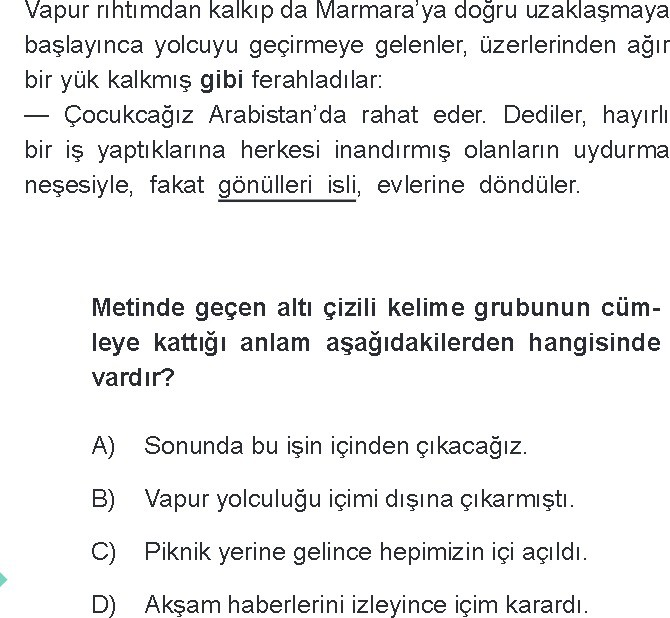 Vapur rıhtımdan kalkıp da Marmara'ya doğru uzaklaşmaya
başlayınca yolcuyu geçirmeye gelenler, üzerlerinden ağır
bir yük kalkmış gibi ferahladılar:
— Çocukcağız Arabistan'da rahat eder. Dediler, hayırlı
bir iş yaptıklarına herkesi inandırmış olanların uydurma
neşesiyle, fakat gönülleri isli, evlerine döndüler.
Metinde geçen altı çizili kelime grubunun cüm-
leye kattığı anlam aşağıdakilerden hangisinde
vardır?
A) Sonunda bu işin içinden çıkacağız.
B) Vapur yolculuğu içimi dışına çıkarmıştı.
C) Piknik yerine gelince hepimizin içi açıldı.
D) Akşam haberlerini izleyince içim karardı.